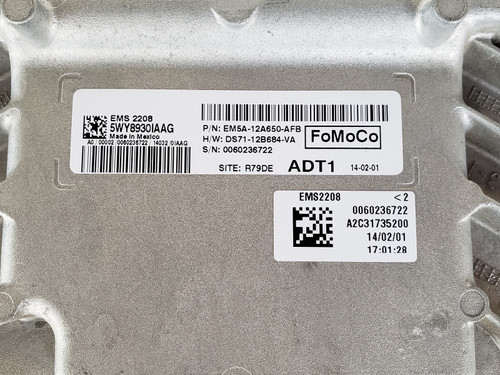 EMS 2208
5WY8930IAAG
Made in Mexico
A0 / 00002 0060236722 14032 0IAAG
P/N: EM5A-12A650-AFB
H/W: DS71-12B684-VA
S/N: 0060236722
FoMoCo
SITE: R79DE ADT1 14-02-01
EMS2208 <2
0060236722
A2C31735200
14/02/01
17:01:28